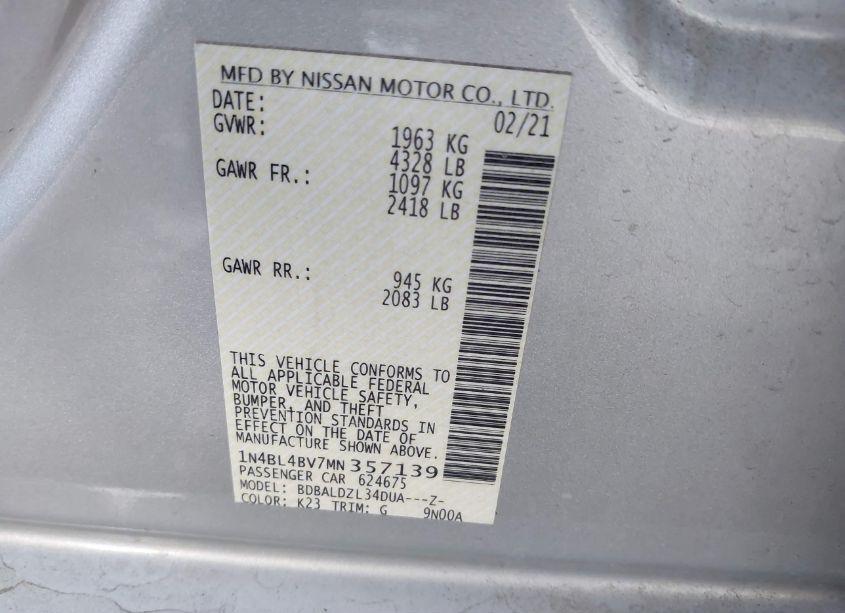 MFD BY NISSAN MOTOR CO., LTD.
DATE: 02/21
GVWR: 1963 KG
4328 LB
GAWR FR.: 1097 KG
2418 LB
GAWR RR.: 945 KG
2083 LB
THIS VEHICLE CONFORMS TO
ALL APPLICABLE FEDERAL
MOTOR VEHICLE SAFETY,
BUMPER, AND THEFT
PREVENTION STANDARDS IN
EFFECT ON THE DATE OF
MANUFACTURE SHOWN ABOVE.
1N4BL4BV7MN357139
PASSENGER CAR 624675
MODEL: BDBALDZL34DUA---Z-
COLOR: K23 TRIM: G 9N00A